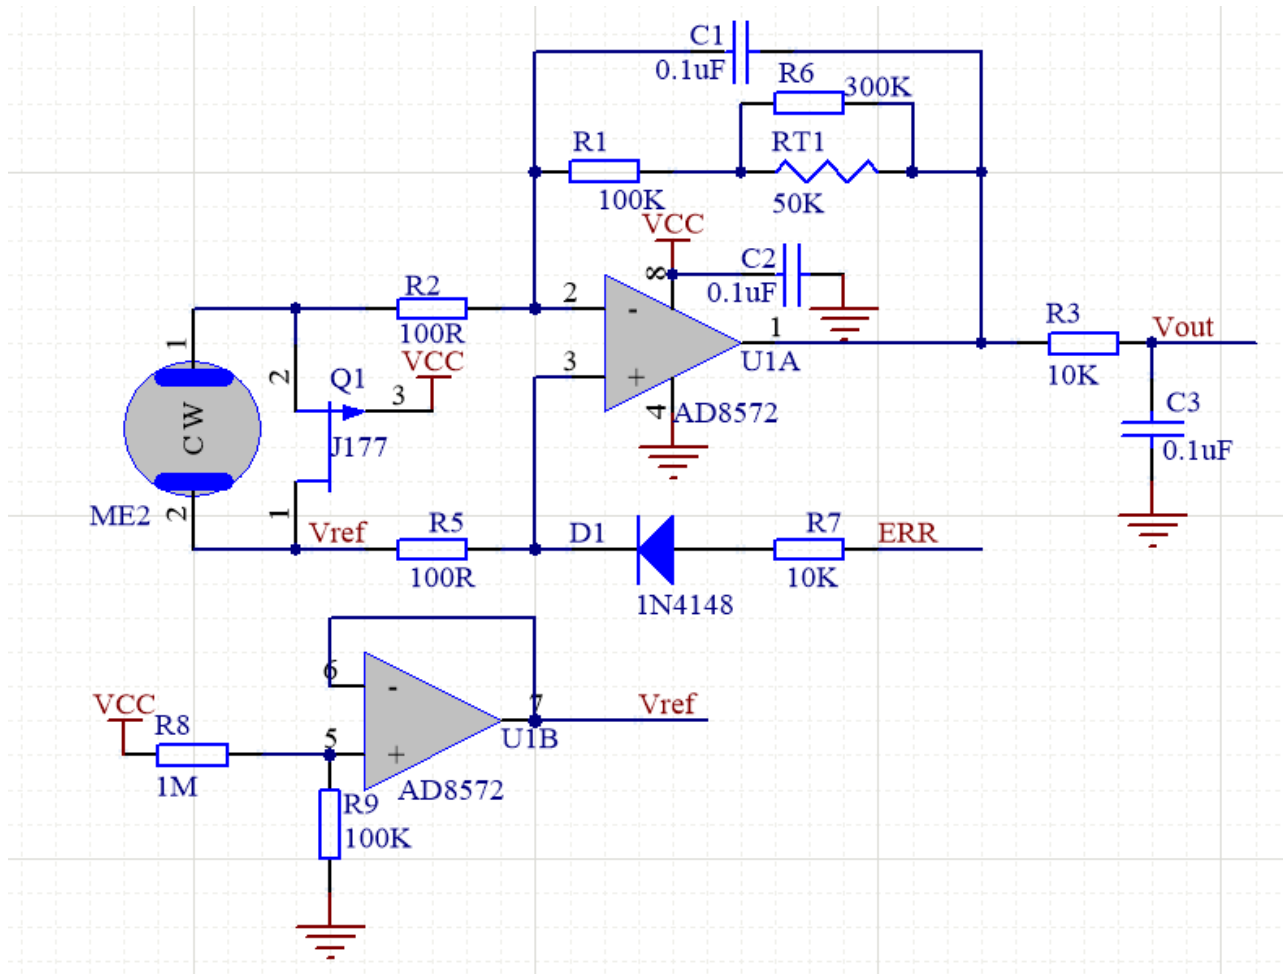 C1
0.1uF
R6
300K
R1
RT1
100K
50K
VCC
8
C2
0.1uF
R2
2
-
100R
1
R3
Vout
VCC
3
+
U1A
10K
1
2
Q1
3
4
AD8572
C3
CW
J177
0.1uF
ME2
2
1
Vref
R5
D1
R7
ERR
100R
10K
1N4148
6
-
VCC
7
Vref
R8
5
+
U1B
1M
AD8572
R9
100K